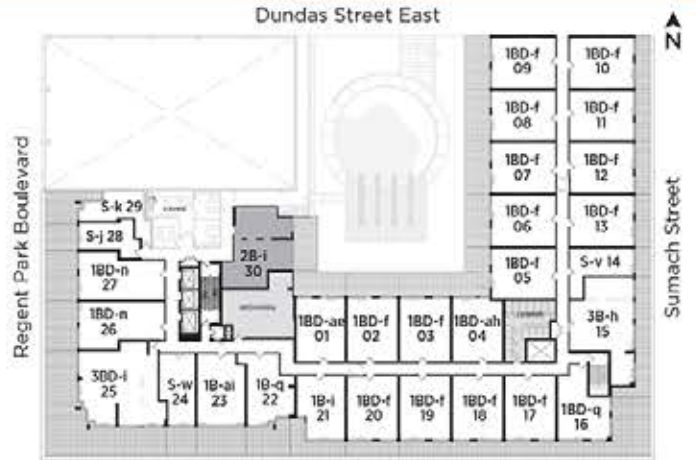 Dundas Street East
N
Regent Park Boulevard
Sumach Street
1BD-f
09
1BD-f
10
1BD-f
08
1BD-f
11
1BD-f
07
1BD-f
12
1BD-f
06
1BD-f
13
1BD-f
05
S-v 14
3B-h
15
S-k 29
S-j 28
1BD-n
27
1BD-n
26
2B-i
30
1BD-ae
01
1BD-f
02
1BD-f
03
1BD-ah
04
3BD-i
25
S-w
24
1B-ai
23
1B-q
22
1B-i
21
1BD-f
20
1BD-f
19
1BD-f
18
1BD-f
17
1BD-q
16